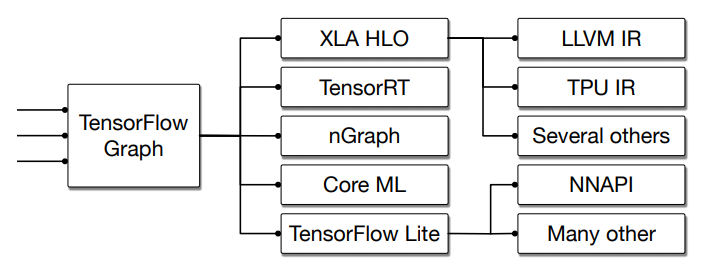 TensorFlow
Graph
XLA HLO
TensorRT
nGraph
Core ML
TensorFlow Lite
LLVM IR
TPU IR
Several others
NNAPI
Many other